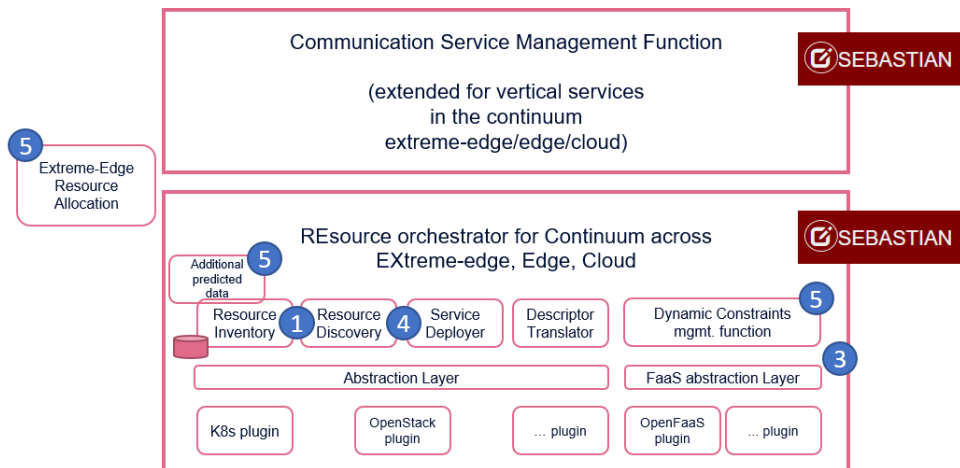 Communication Service Management Function
(extended for vertical services
in the continuum
extreme-edge/edge/cloud)
SEBASTIAN
5
Extreme-Edge
Resource
Allocation
REsource orchestrator for Continuum across
EXtreme-edge, Edge, Cloud
SEBASTIAN
Additional
predicted
data
5
Resource
Inventory
1
Resource
Discovery
4
Service
Deployer
Descriptor
Translator
Dynamic Constraints
mgmt. function
5
3
Abstraction Layer
FaaS abstraction Layer
K8s plugin
OpenStack
plugin
... plugin
OpenFaaS
plugin
... plugin